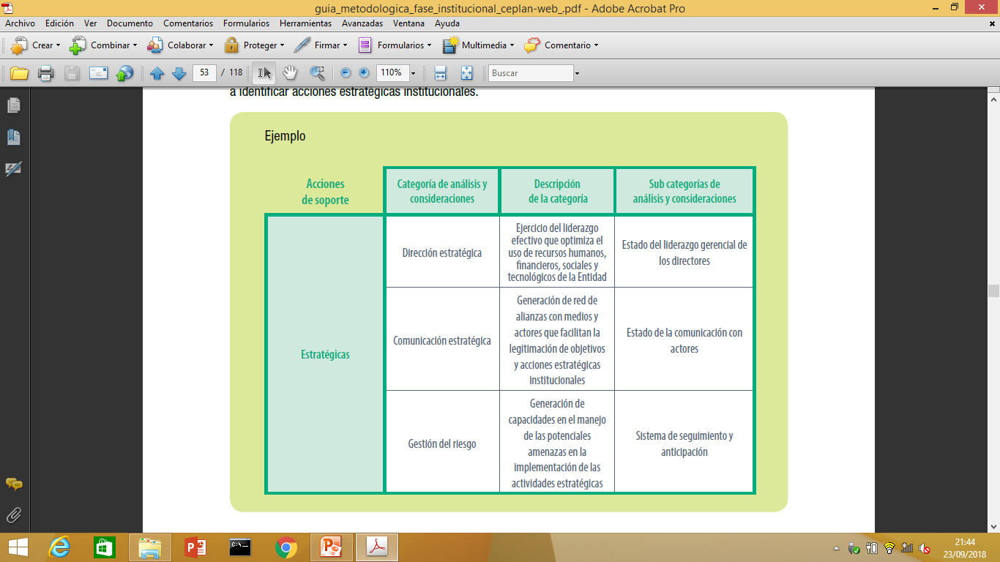 guia_metodologica_fase_institucional_ceplan-web_.pdf - Adobe Acrobat Pro
Archivo Edición Ver Documento Comentarios Formularios Herramientas Avanzadas Ventana Ayuda
Crear Combinar Colaborar Proteger Firmar Formularios Multimedia Comentario
53 / 118 110% Buscar
a identificar acciones estratégicas institucionales.
Ejemplo
Acciones
de soporte
Categoría de análisis y
consideraciones
Descripción
de la categoría
Sub categorías de
análisis y consideraciones
Estratégicas
Dirección estratégica
Ejercicio del liderazgo
efectivo que optimiza el
uso de recursos humanos,
financieros, sociales y
tecnológicos de la Entidad
Estado del liderazgo gerencial de
los directores
Comunicación estratégica
Generación de red de
alianzas con medios y
actores que facilitan la
legitimación de objetivos
y acciones estratégicas
institucionales
Estado de la comunicación con
actores
Gestión del riesgo
Generación de
capacidades en el manejo
de las potenciales
amenazas en la
implementación de las
actividades estratégicas
Sistema de seguimiento y
anticipación
21:44
23/09/2018